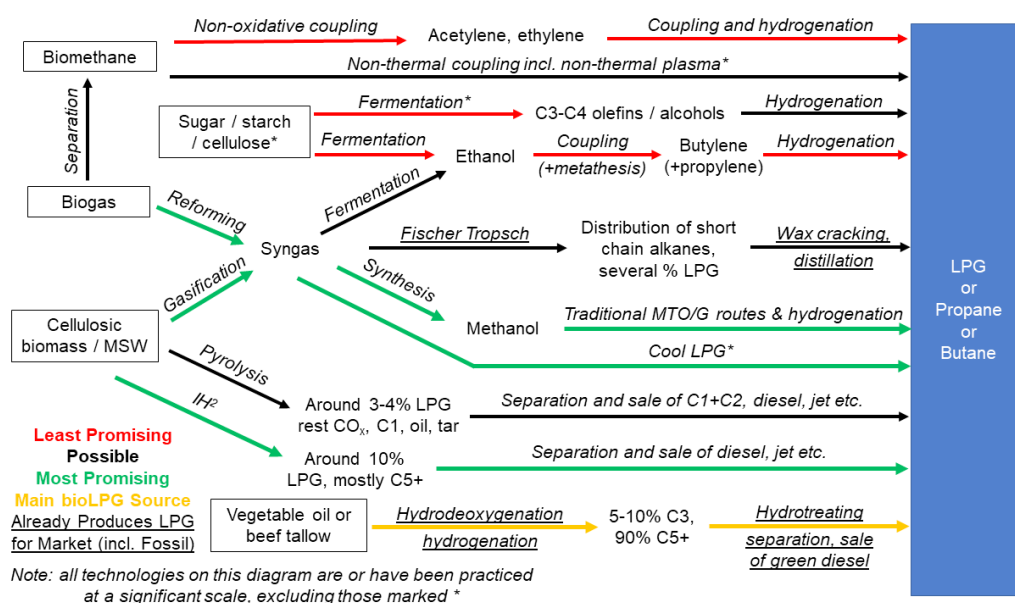 Non-oxidative coupling
Acetylene, ethylene
Coupling and hydrogenation
Biomethane
Non-thermal coupling incl. non-thermal plasma*
Separation
Sugar / starch
/ cellulose*
Fermentation*
C3-C4 olefins / alcohols
Hydrogenation
Fermentation
Ethanol
Coupling
(+metathesis)
Butylene
(+propylene)
Hydrogenation
Biogas
Reforming
Fermentation
Syngas
Fischer Tropsch
Distribution of short
chain alkanes,
several % LPG
Wax cracking,
distillation
Gasification
Synthesis
Methanol
Traditional MTO/G routes & hydrogenation
Cool LPG*
LPG
or
Propane
or
Butane
Cellulosic
biomass / MSW
Pyrolysis
Around 3-4% LPG
rest COₓ, C1, oil, tar
Separation and sale of C1+C2, diesel, jet etc.
IH²
Around 10%
LPG, mostly C5+
Separation and sale of diesel, jet etc.
Least Promising
Possible
Most Promising
Main bioLPG Source
Already Produces LPG
for Market (incl. Fossil)
Vegetable oil or
beef tallow
Hydrodeoxygenation
hydrogenation
5-10% C3,
90% C5+
Hydrotreating
separation, sale
of green diesel
Note: all technologies on this diagram are or have been practiced
at a significant scale, excluding those marked *